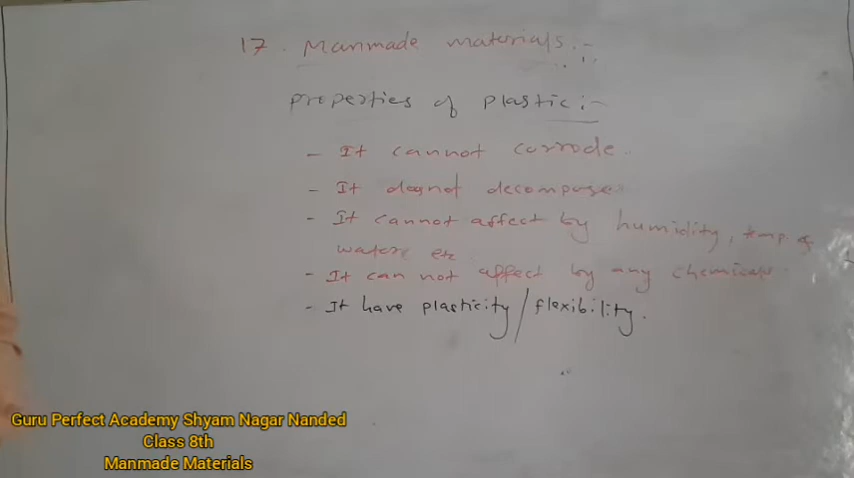 17. Manmade materials :-
Properties of Plastic :-
- It cannot corrode.
- It doesnot decompose
- It cannot affect by humidity, temp. of
water etc
- It can not affect by any chemicals.
- It have plasticity/flexibility.
Guru Perfect Academy Shyam Nagar Nanded
Class 8th
Manmade Materials